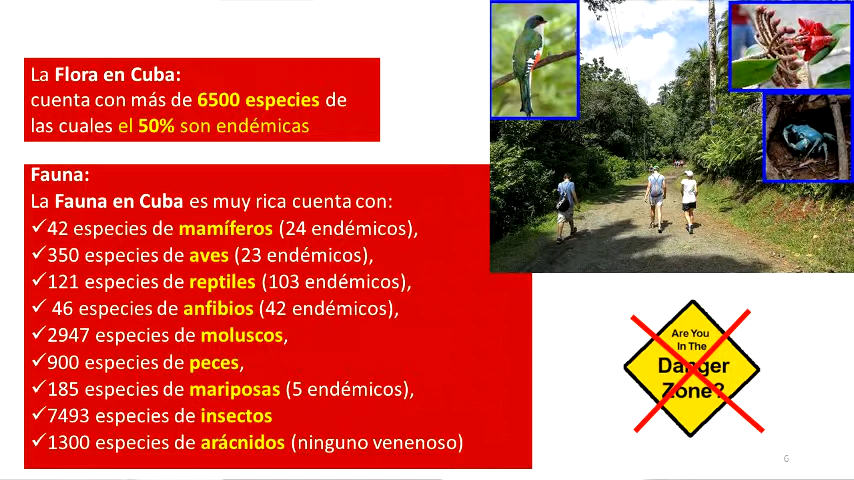 La Flora en Cuba:
cuenta con más de 6500 especies de
las cuales el 50% son endémicas
Fauna:
La Fauna en Cuba es muy rica cuenta con:
✓42 especies de mamíferos (24 endémicos),
✓350 especies de aves (23 endémicos),
✓121 especies de reptiles (103 endémicos),
✓ 46 especies de anfibios (42 endémicos),
✓2947 especies de moluscos,
✓900 especies de peces,
✓185 especies de mariposas (5 endémicos),
✓7493 especies de insectos
✓1300 especies de arácnidos (ninguno venenoso)
Are You
In The
Danger
Zone?
6